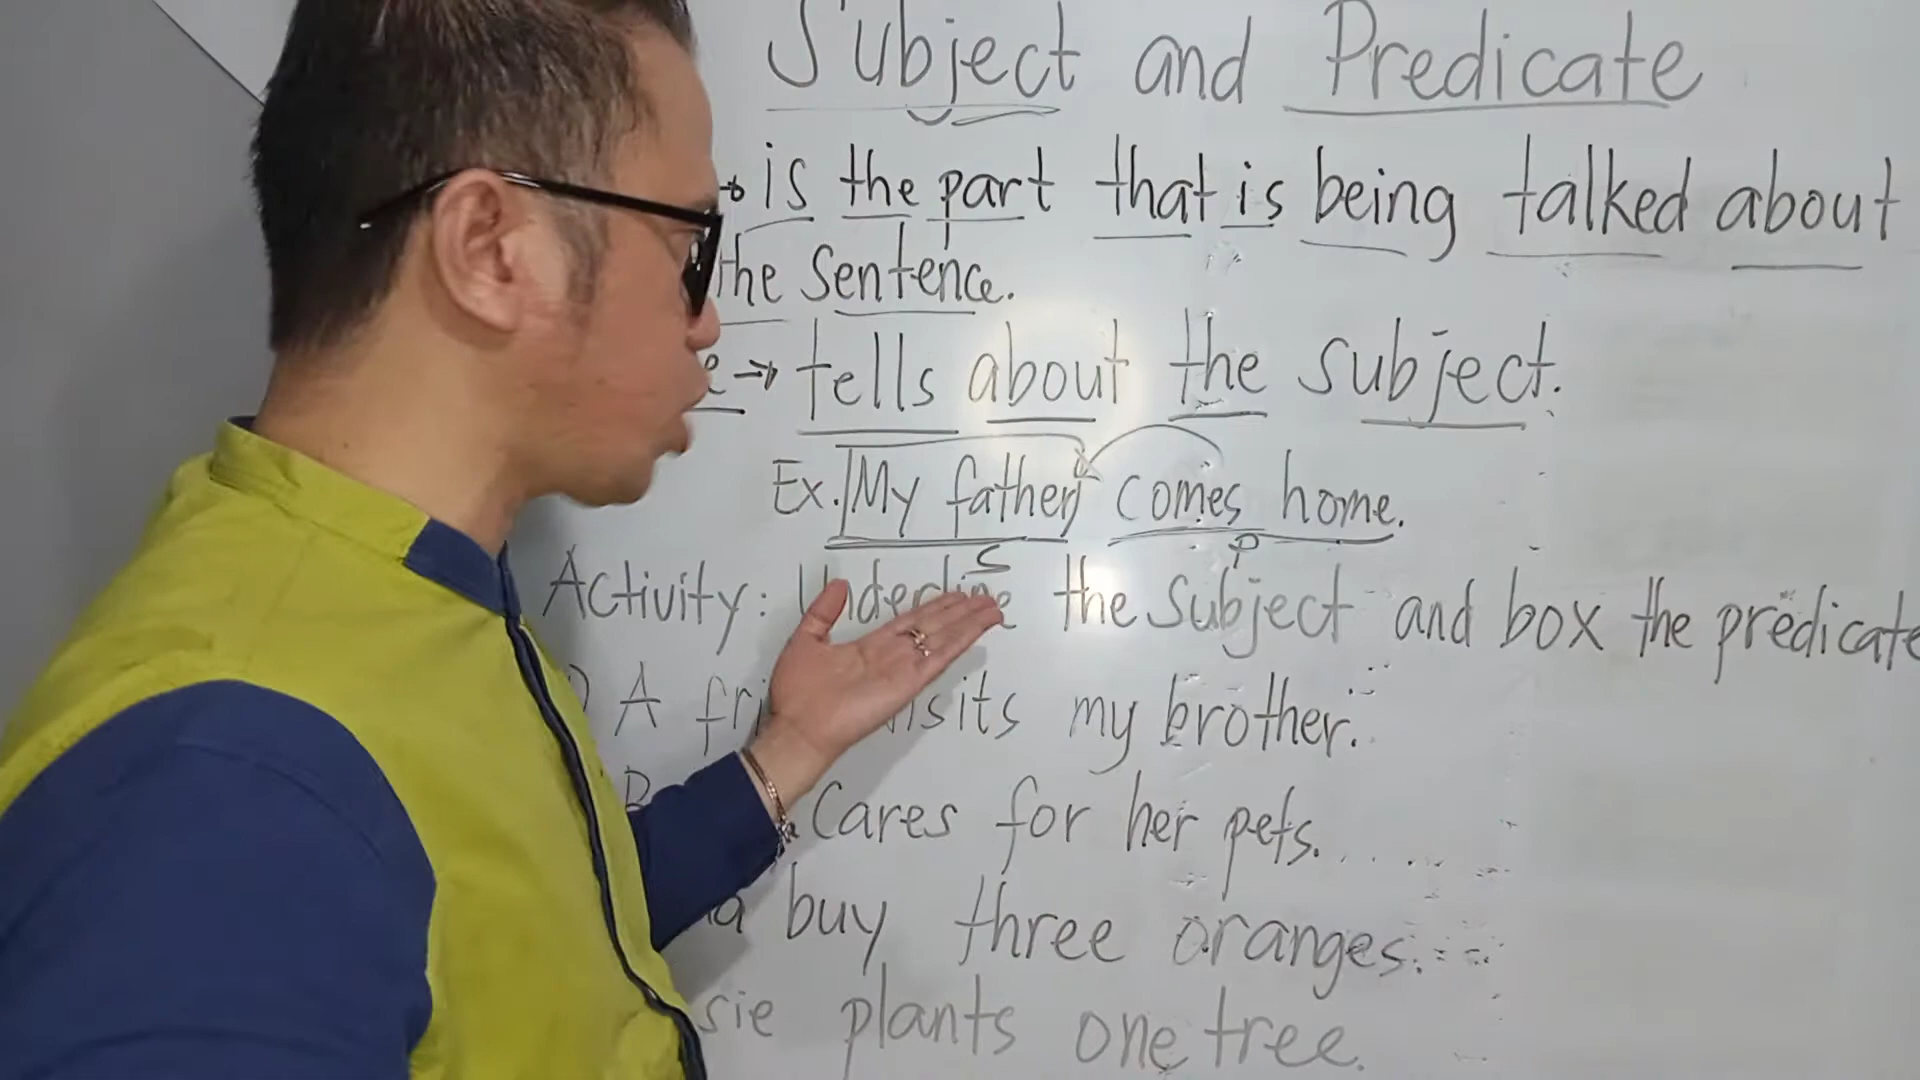 Subject and Predicate
is the part that is being talked about
the sentence.
→ tells about the subject.
Ex. My father comes home.
S P
Activity: Underline the subject and box the predicate
A visits my brother.
cares for her pets.
buy three oranges.
plants one tree.